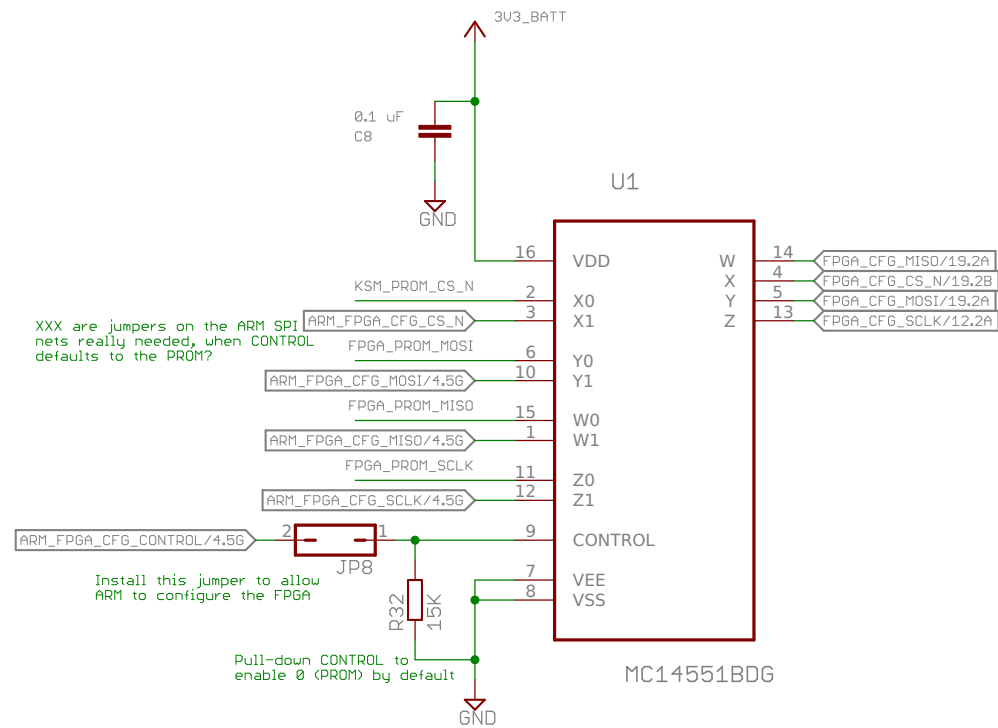 3V3_BATT
0.1 uF
C8
GND
U1
16 VDD
W 14 FPGA_CFG_MISO/19.2A
X 4 FPGA_CFG_CS_N/19.2B
Y 5 FPGA_CFG_MOSI/19.2A
Z 13 FPGA_CFG_SCLK/12.2A
KSM_PROM_CS_N 2 X0
ARM_FPGA_CFG_CS_N 3 X1
XXX are jumpers on the ARM SPI
nets really needed, when CONTROL
defaults to the PROM?
FPGA_PROM_MOSI 6 Y0
ARM_FPGA_CFG_MOSI/4.5G 10 Y1
FPGA_PROM_MISO 15 W0
ARM_FPGA_CFG_MISO/4.5G 1 W1
FPGA_PROM_SCLK 11 Z0
ARM_FPGA_CFG_SCLK/4.5G 12 Z1
ARM_FPGA_CFG_CONTROL/4.5G 2 1 9 CONTROL
JP8
Install this jumper to allow
ARM to configure the FPGA
7 VEE
8 VSS
R32
15K
Pull-down CONTROL to
enable 0 (PROM) by default
MC14551BDG
GND